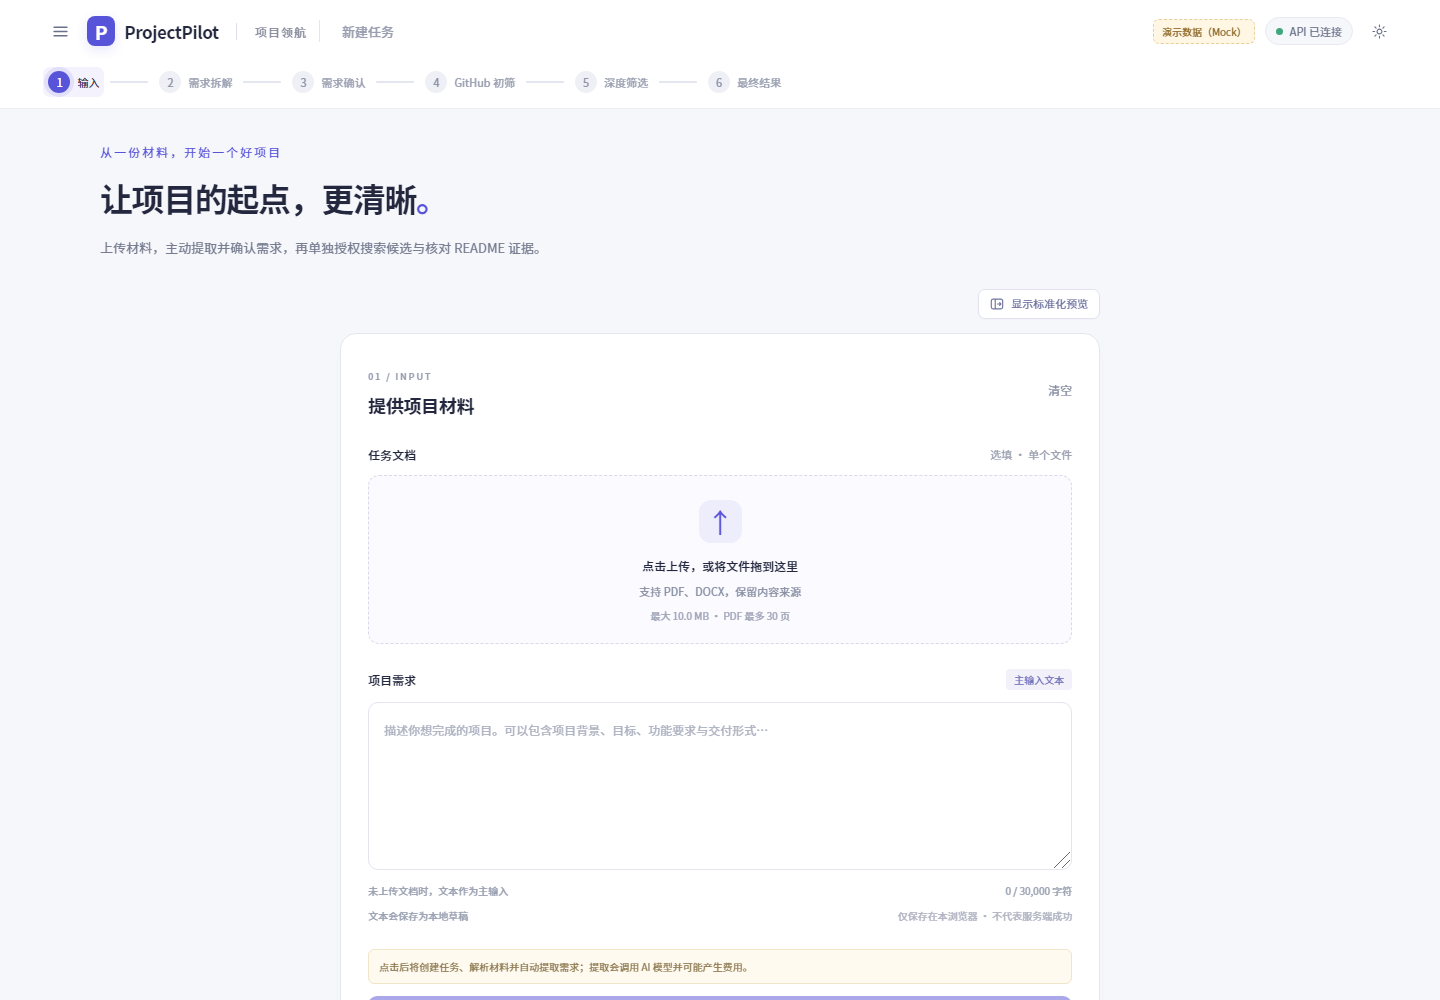 P ProjectPilot 项目领航 新建任务 演示数据（Mock） API 已连接
1 输入 2 需求拆解 3 需求确认 4 GitHub 初筛 5 深度筛选 6 最终结果
从一份材料，开始一个好项目
让项目的起点，更清晰。
上传材料，主动提取并确认需求，再单独授权搜索候选与核对 README 证据。
显示标准化预览
01 / INPUT
提供项目材料
清空
任务文档 选填 · 单个文件
点击上传，或将文件拖到这里
支持 PDF、DOCX，保留内容来源
最大 10.0 MB · PDF 最多 30 页
项目需求 主输入文本
描述你想完成的项目。可以包含项目背景、目标、功能要求与交付形式…
未上传文档时，文本作为主输入 0 / 30,000 字符
文本会保存为本地草稿 仅保存在本浏览器 · 不代表服务端成功
点击后将创建任务、解析材料并自动提取需求；提取会调用 AI 模型并可能产生费用。